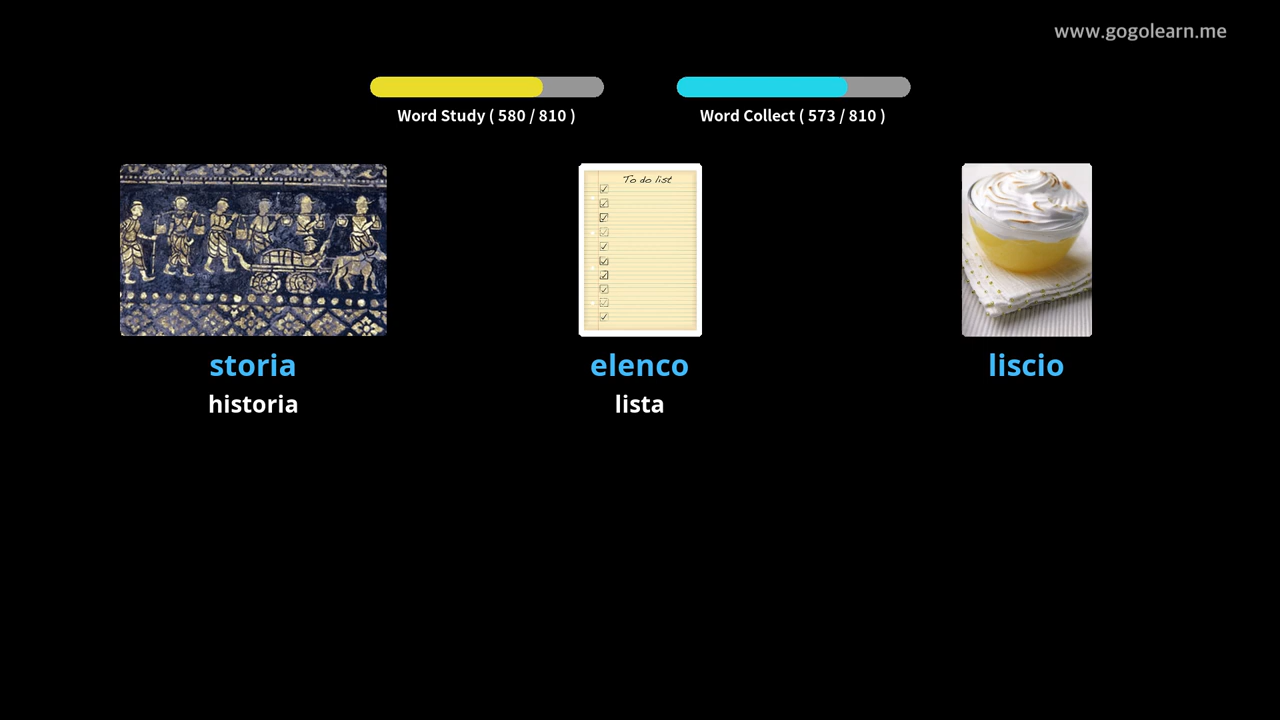 www.gogolearn.me
Word Study ( 580 / 810 )
Word Collect ( 573 / 810 )
To do list
storia
elenco
liscio
historia
lista